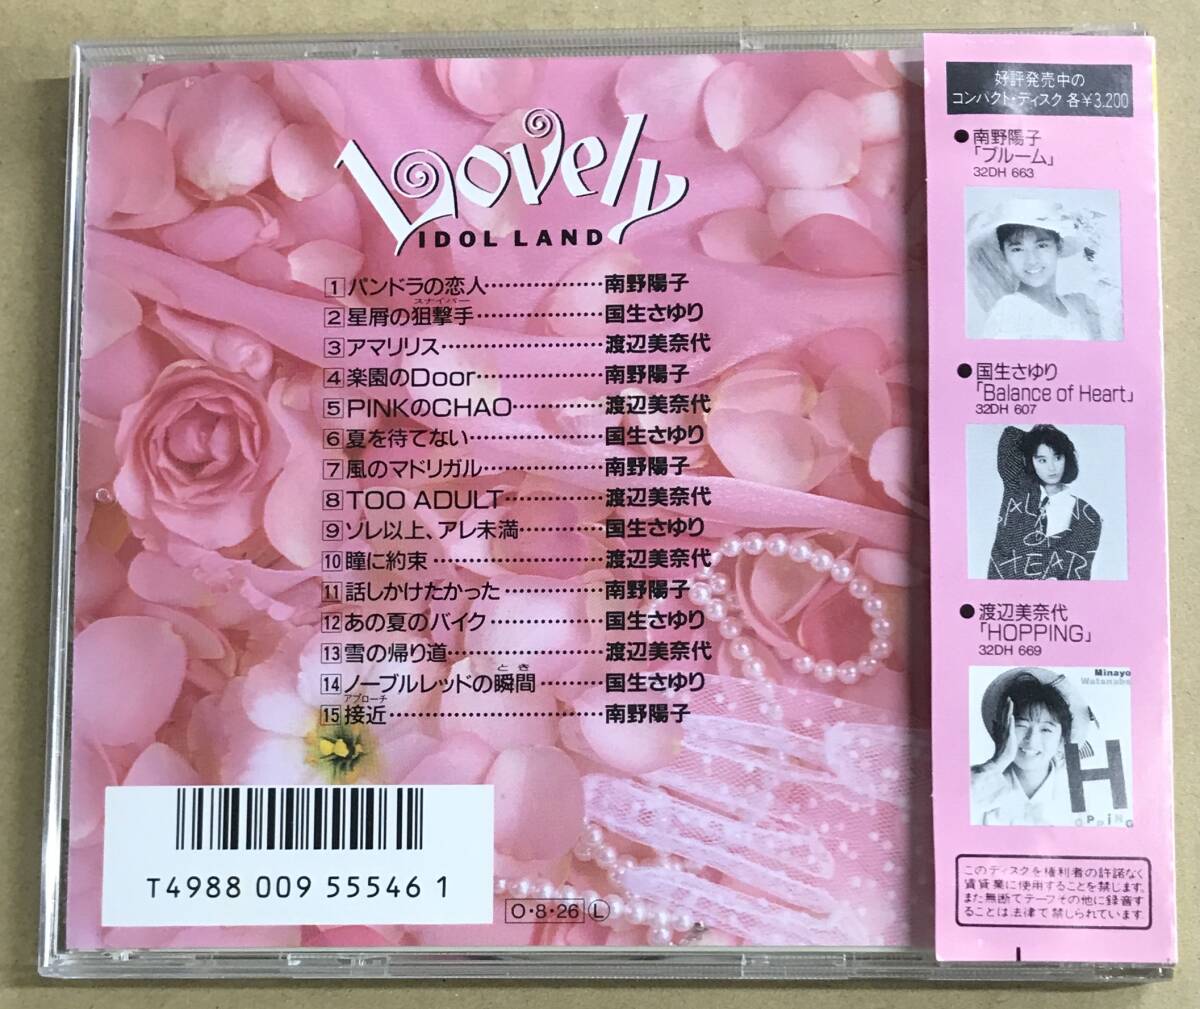 Lovely
IDOL LAND
1 パンドラの恋人………………南野陽子
スナイパー
2 星屑の狙撃手………………国生さゆり
3 アマリリス……………………渡辺美奈代
4 楽園のDoor………………南野陽子
5 PINKのCHAO…………渡辺美奈代
6 夏を待てない………………国生さゆり
7 風のマドリガル………………南野陽子
8 TOO ADULT……………渡辺美奈代
9 ソレ以上、アレ未満…………国生さゆり
10 瞳に約束……………………渡辺美奈代
11 話しかけたかった……………南野陽子
12 あの夏のバイク………………国生さゆり
13 雪の帰り道……………………渡辺美奈代
とき
14 ノーブルレッドの瞬間………国生さゆり
アプローチ
15 接近……………………………南野陽子
T4988 009 55546 1
O・8・26 L
好評発売中の
コンパクト・ディスク 各¥3,200
●南野陽子
「ブルーム」
32DH 663
●国生さゆり
「Balance of Heart」
32DH 607
BALANC
OF
HEART
●渡辺美奈代
「HOPPING」
32DH 669
Minayo
Watanabe
H
OPPiNG
このディスクを権利者の許諾なく
賃貸業に使用することを禁じます。
また無断でテープその他に録音す
ることは法律で禁じられています。